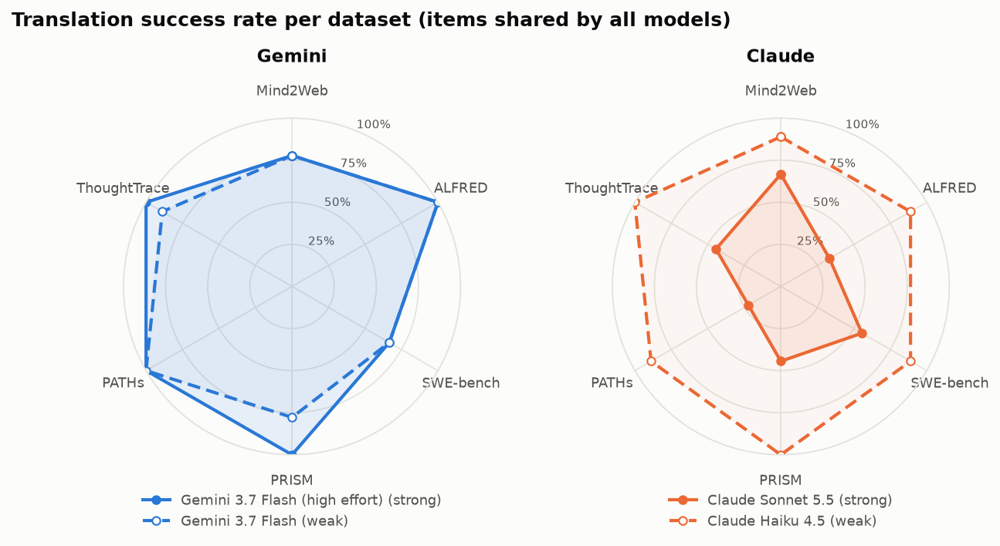 Translation success rate per dataset (items shared by all models)
Gemini
Mind2Web
100%
75%
ThoughtTrace
ALFRED
50%
25%
PATHs
SWE-bench
PRISM
Gemini 3.7 Flash (high effort) (strong)
Gemini 3.7 Flash (weak)
Claude
Mind2Web
100%
75%
ThoughtTrace
ALFRED
50%
25%
PATHs
SWE-bench
PRISM
Claude Sonnet 5.5 (strong)
Claude Haiku 4.5 (weak)